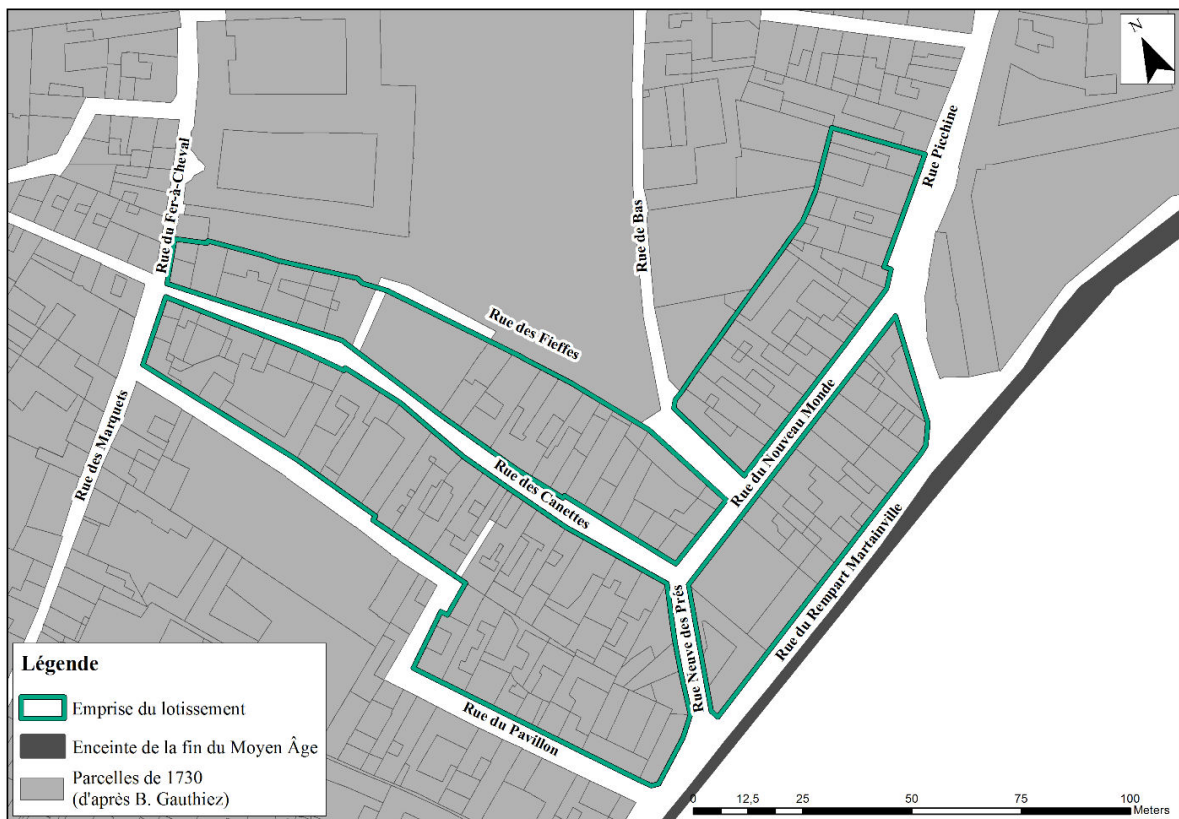 N
Rue du Fer-à-Cheval
Rue de Bas
Rue Picchine
Rue des Fieffes
Rue des Marquets
Rue des Canettes
Rue du Nouveau Monde
Rue Neuve des Prés
Rue du Rempart Martainville
Rue du Pavillon
Légende
Emprise du lotissement
Enceinte de la fin du Moyen Âge
Parcelles de 1730
(d'après B. Gauthiez)
0 12,5 25 50 75 100
Meters